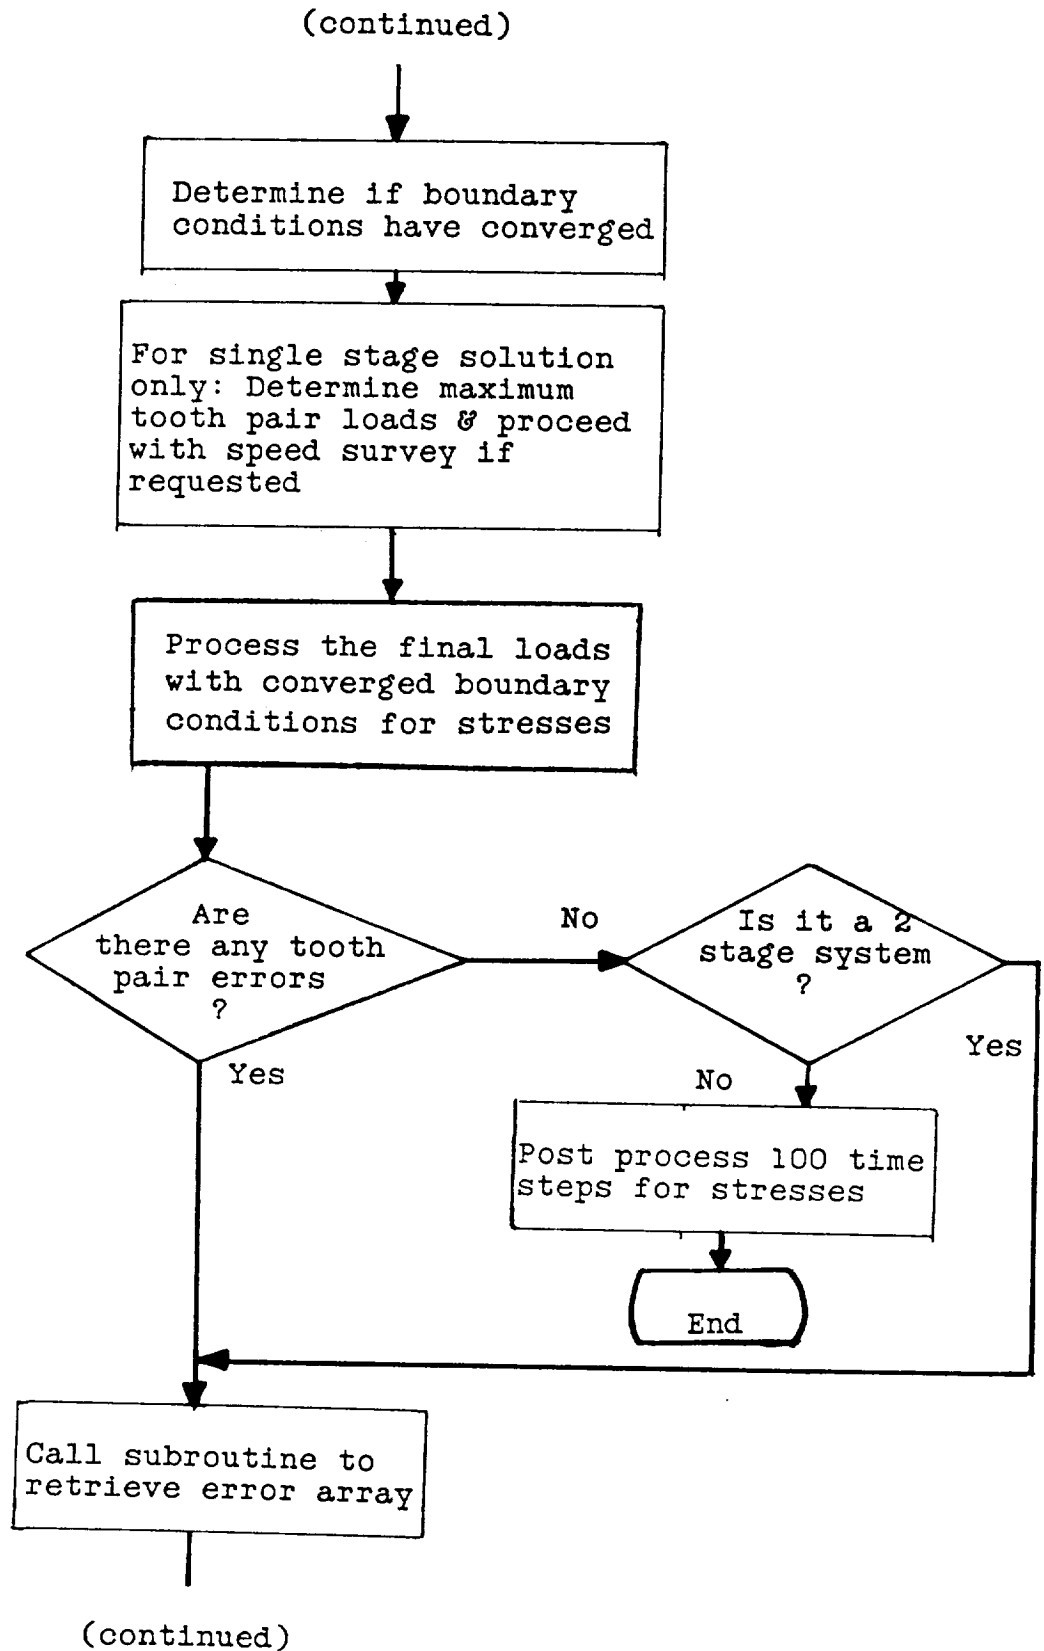 (continued)
Determine if boundary
conditions have converged
For single stage solution
only: Determine maximum
tooth pair loads & proceed
with speed survey if
requested
Process the final loads
with converged boundary
conditions for stresses
Are
there any tooth
pair errors
?
No
Is it a 2
stage system
?
Yes
Yes
No
Post process 100 time
steps for stresses
End
Call subroutine to
retrieve error array
(continued)